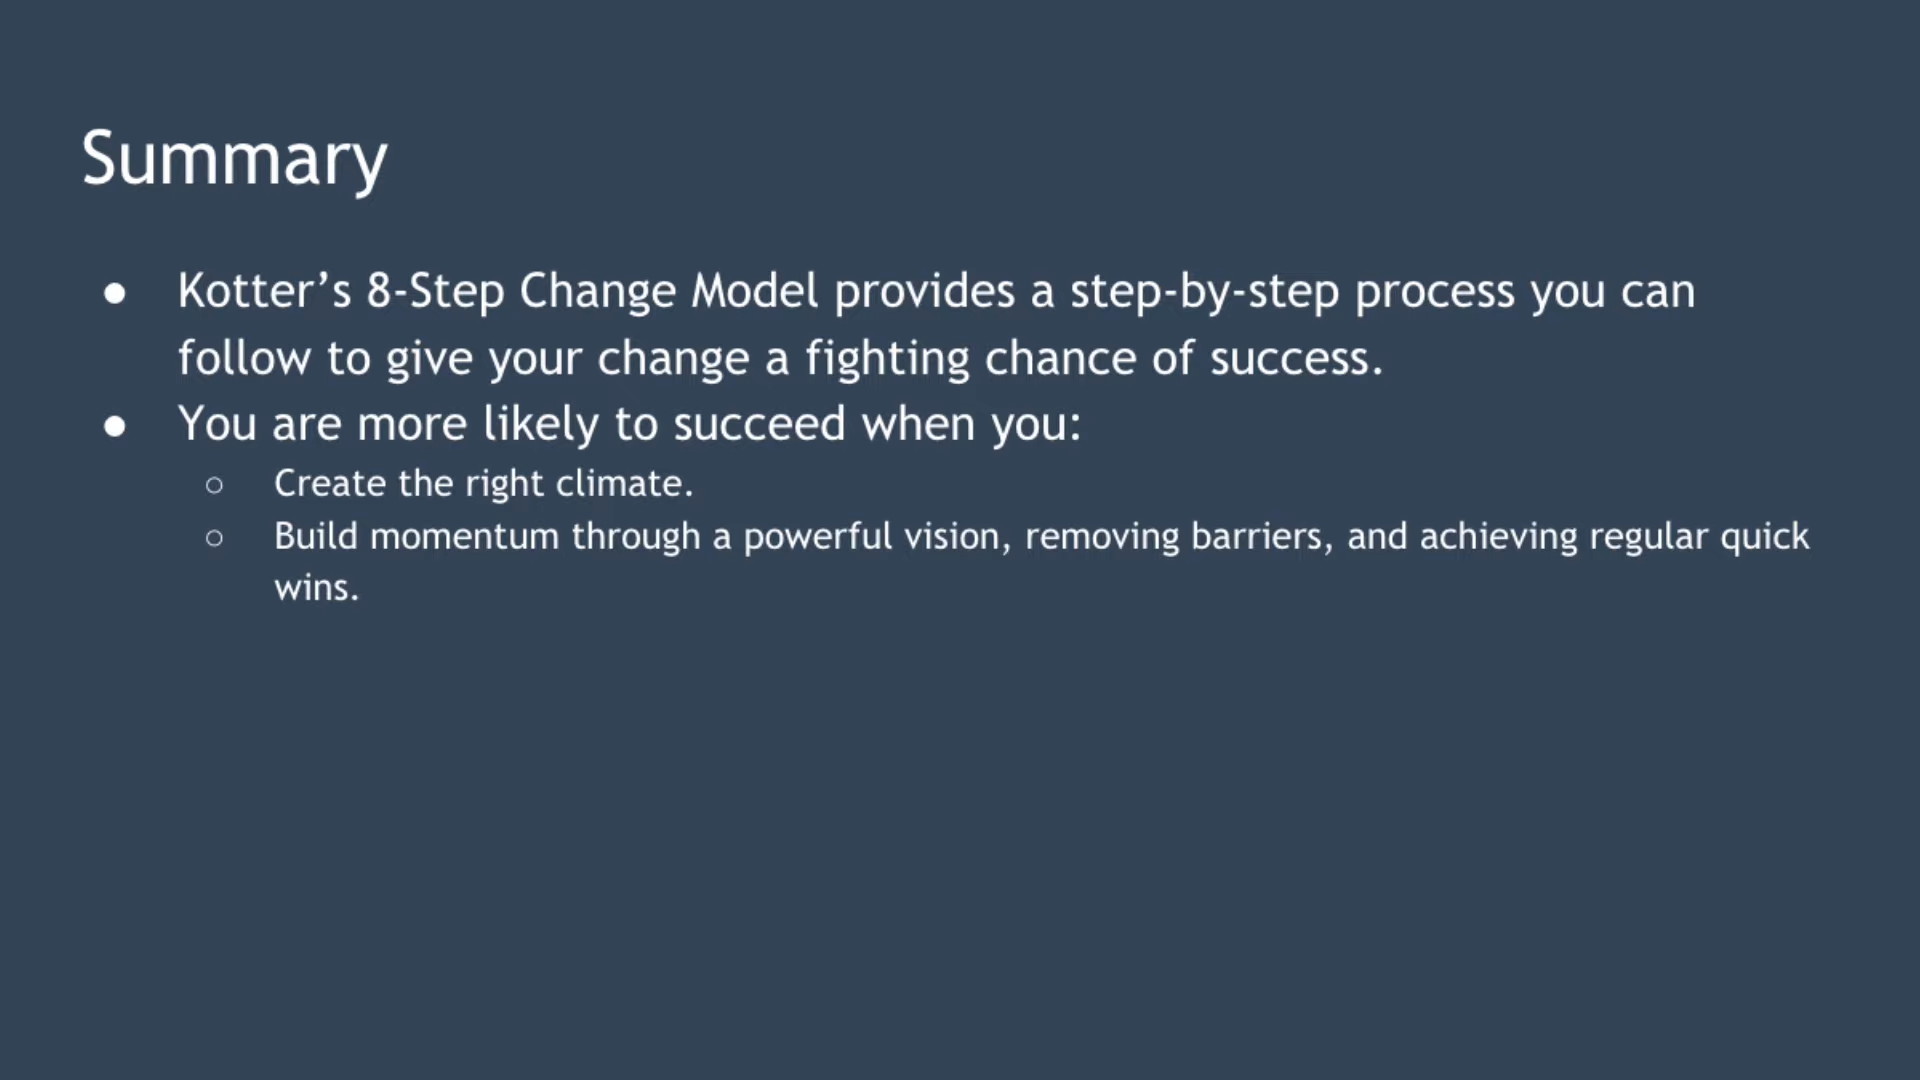 Summary
● Kotter’s 8-Step Change Model provides a step-by-step process you can
follow to give your change a fighting chance of success.
● You are more likely to succeed when you:
○ Create the right climate.
○ Build momentum through a powerful vision, removing barriers, and achieving regular quick
wins.